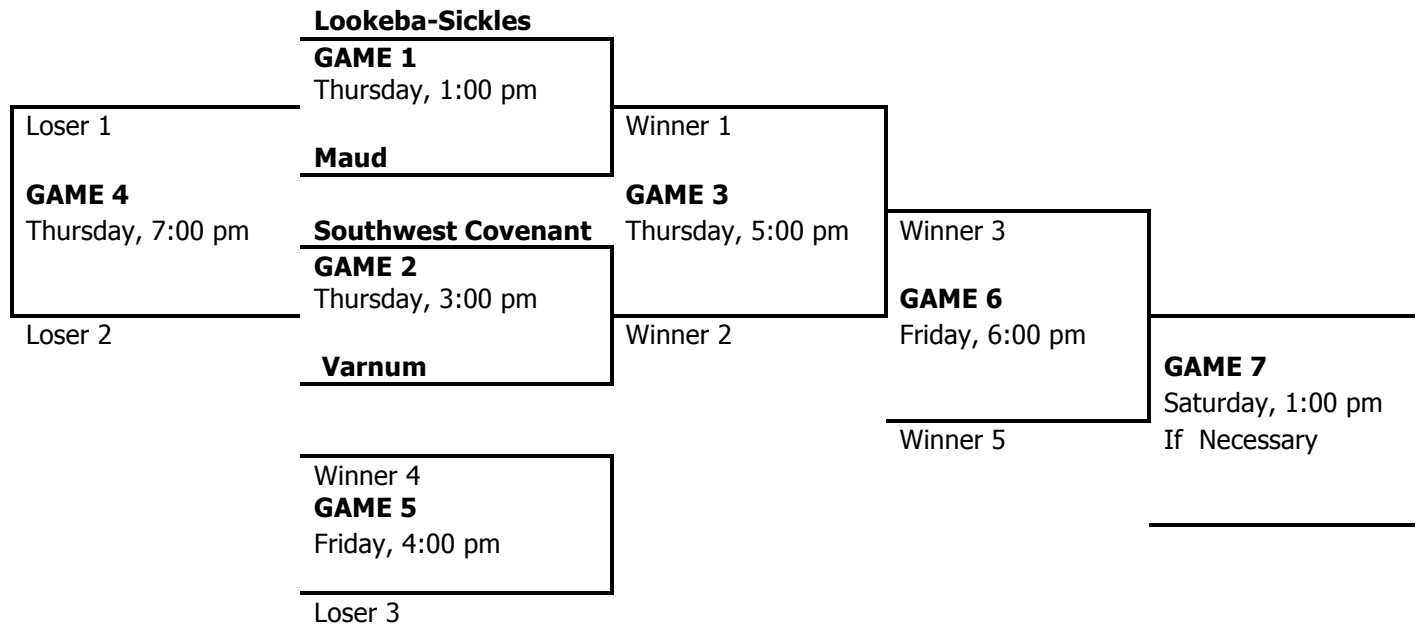 Lookeba-Sickles
GAME 1
Thursday, 1:00 pm
Loser 1
Winner 1
Maud
GAME 4
GAME 3
Thursday, 7:00 pm
Southwest Covenant
Thursday, 5:00 pm
Winner 3
GAME 2
Thursday, 3:00 pm
GAME 6
Loser 2
Winner 2
Friday, 6:00 pm
Varnum
GAME 7
Saturday, 1:00 pm
Winner 5
If Necessary
Winner 4
GAME 5
Friday, 4:00 pm
Loser 3